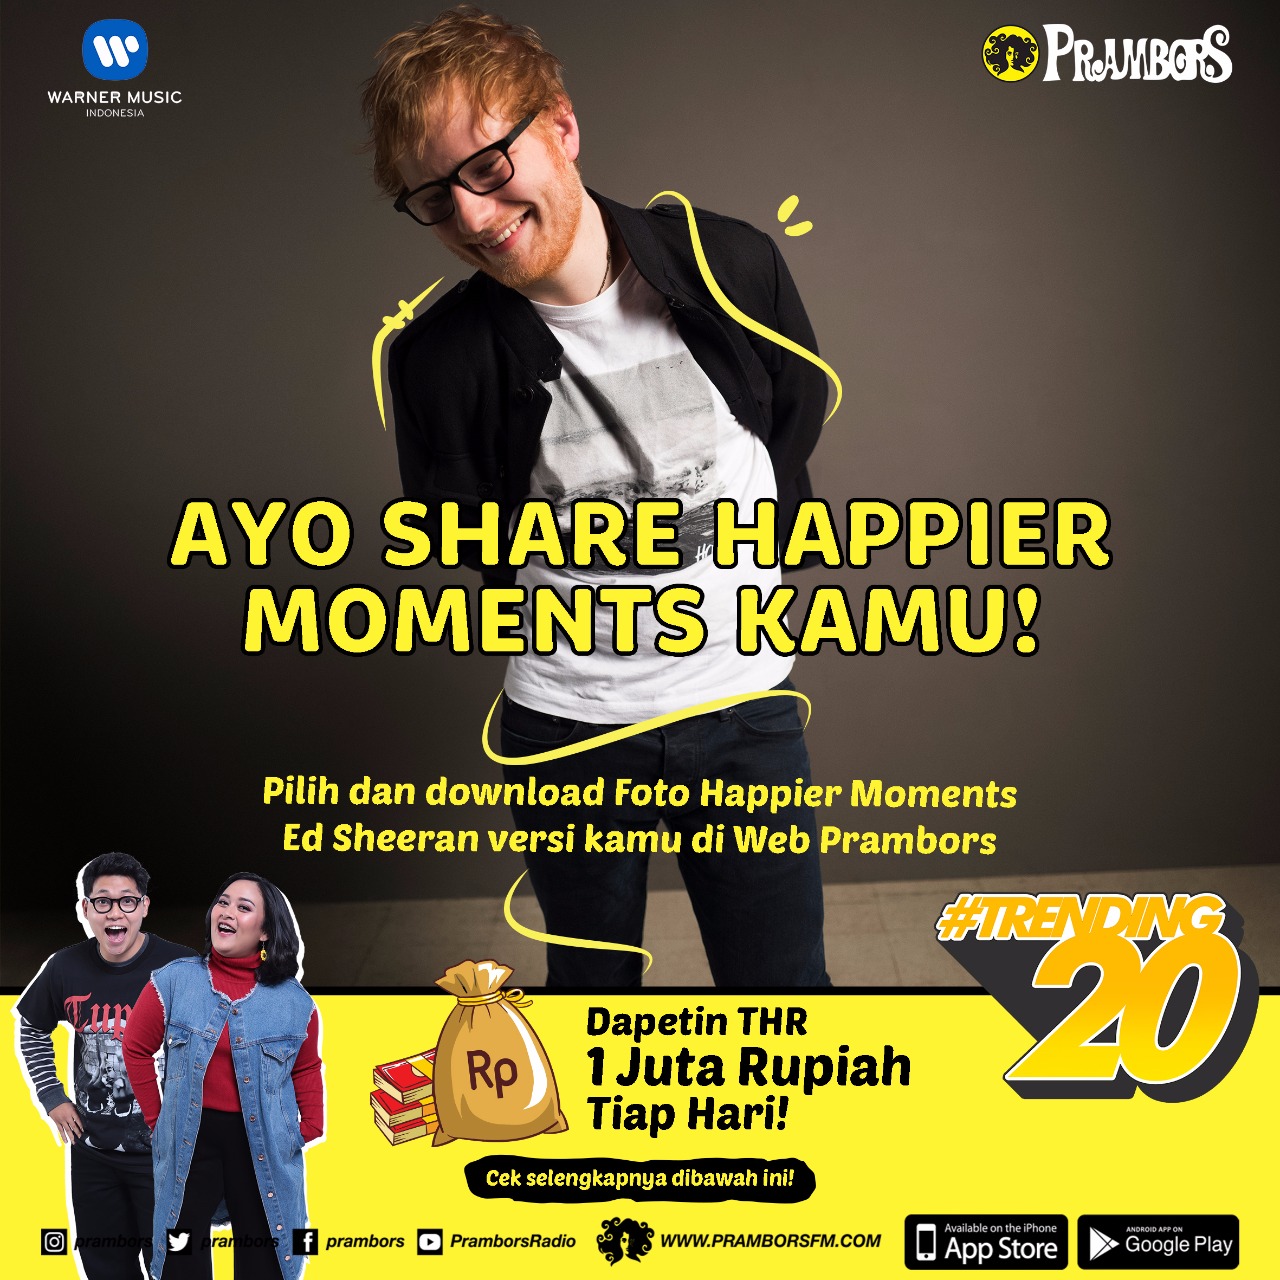 WARNER MUSIC
INDONESIA
PRAMBORS
AYO SHARE HAPPIER
MOMENTS KAMU!
Pilih dan download Foto Happier Moments
Ed Sheeran versi kamu di Web Prambors
#TRENDING
20
Rp
Dapetin THR
1 Juta Rupiah
Tiap Hari!
Cek selengkapnya dibawah ini!
prambors
prambors
prambors
PramborsRadio
WWW.PRAMBORSFM.COM
Available on the iPhone
App Store
ANDROID APP ON
Google Play